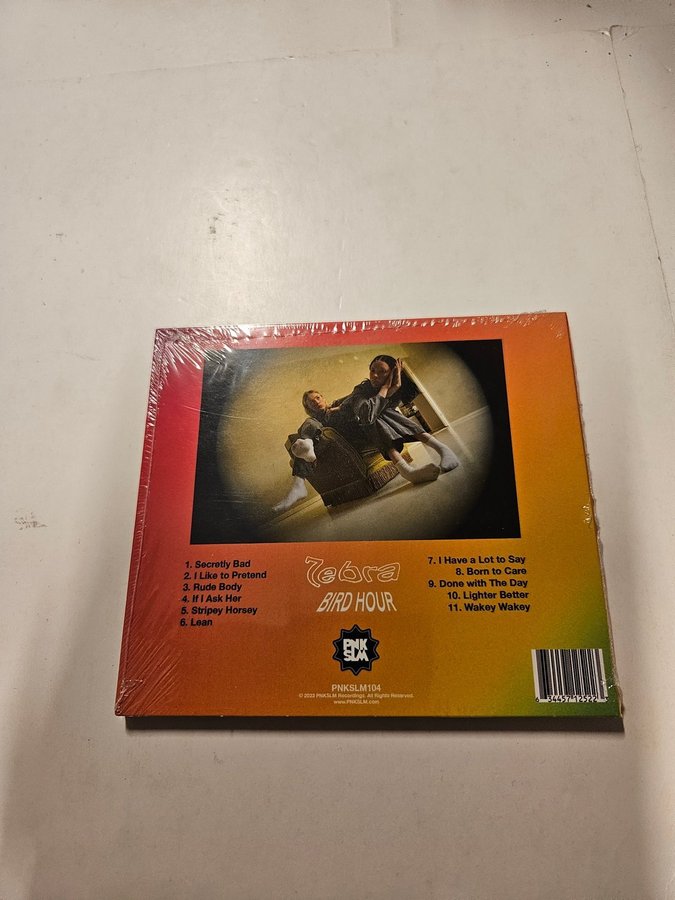 1. Secretly Bad
2. I Like to Pretend
3. Rude Body
4. If I Ask Her
5. Stripey Horsey
6. Lean
7ebra
BIRD HOUR
7. I Have a Lot to Say
8. Born to Care
9. Done with The Day
10. Lighter Better
11. Wakey Wakey
PNK
SLM
PNKSLM104
© 2023 PNKSLM Recordings. All Rights Reserved.
www.PNKSLM.com
34457 12522